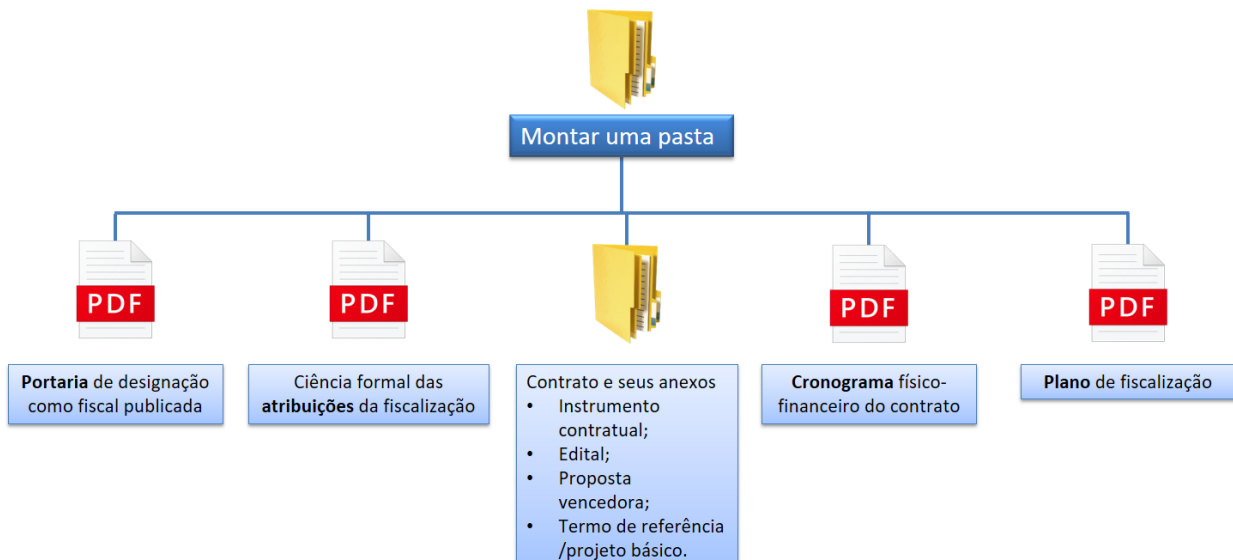 Montar uma pasta
PDF
PDF
PDF
PDF
Portaria de designação
como fiscal publicada
Ciência formal das
atribuições da fiscalização
Contrato e seus anexos
• Instrumento
contratual;
• Edital;
• Proposta
vencedora;
• Termo de referência
/projeto básico.
Cronograma físico-
financeiro do contrato
Plano de fiscalização